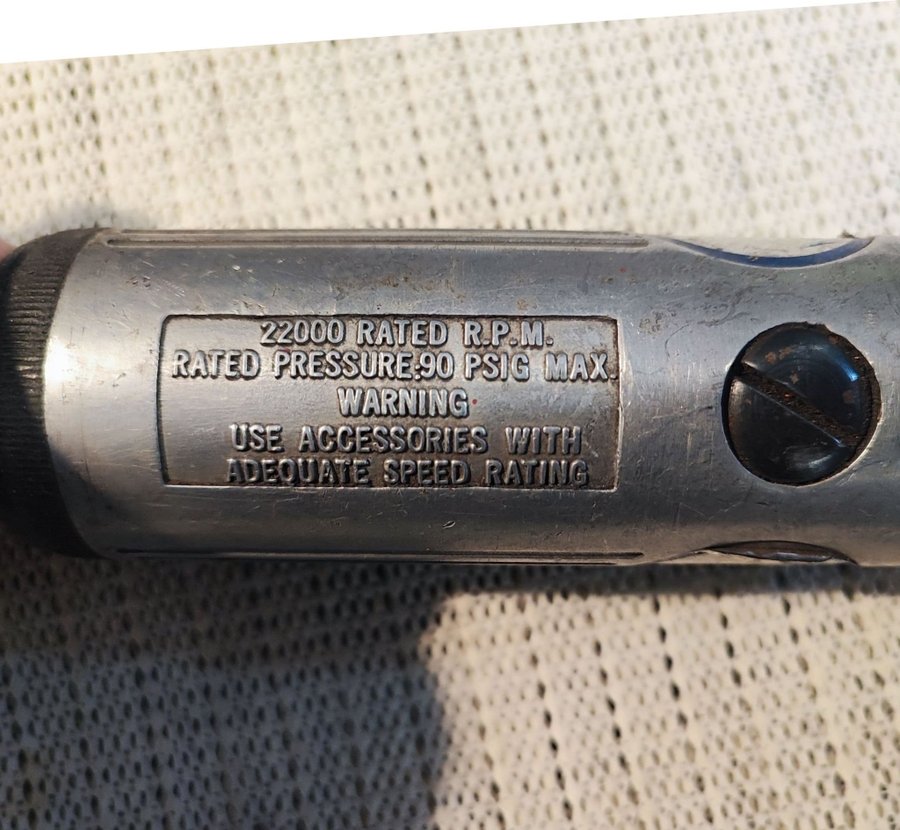 22000 RATED R.P.M.
RATED PRESSURE:90 PSIG MAX.
WARNING
USE ACCESSORIES WITH
ADEQUATE SPEED RATING